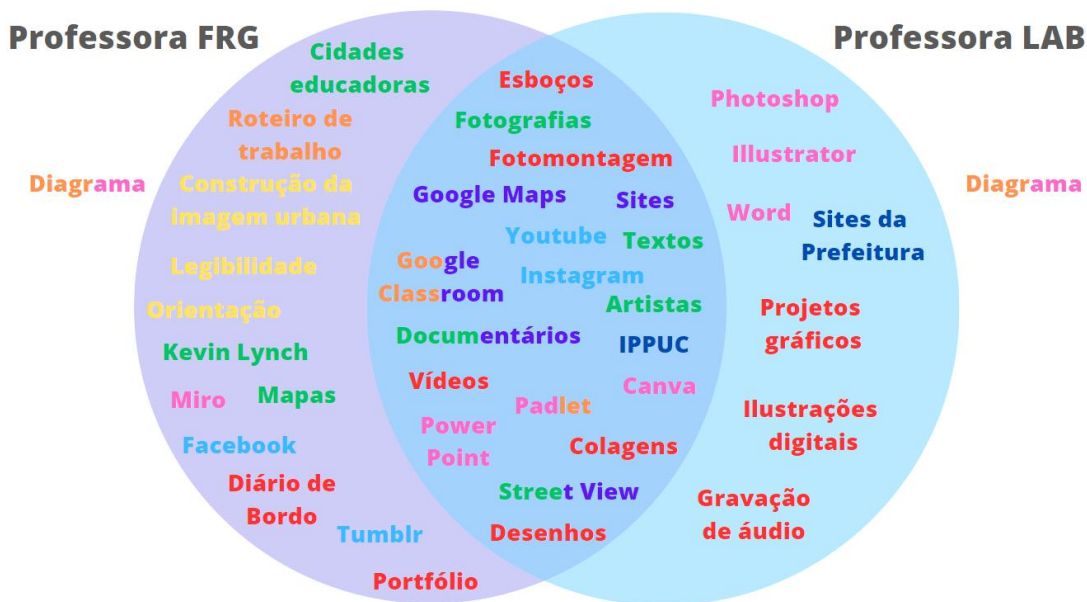 Professora FRG
Professora LAB
Diagrama
Cidades
educadoras
Roteiro de
trabalho
Construção da
imagem urbana
Legibilidade
Orientação
Kevin Lynch
Miro
Mapas
Facebook
Diário de
Bordo
Tumblr
Portfólio
Esboços
Fotografias
Fotomontagem
Google Maps
Sites
Youtube
Textos
Google
Classroom
Instagram
Artistas
Documentários
IPPUC
Vídeos
Canva
Padlet
Power
Point
Colagens
Street View
Desenhos
Photoshop
Illustrator
Word
Sites da
Prefeitura
Projetos
gráficos
Ilustrações
digitais
Gravação
de áudio
Diagrama